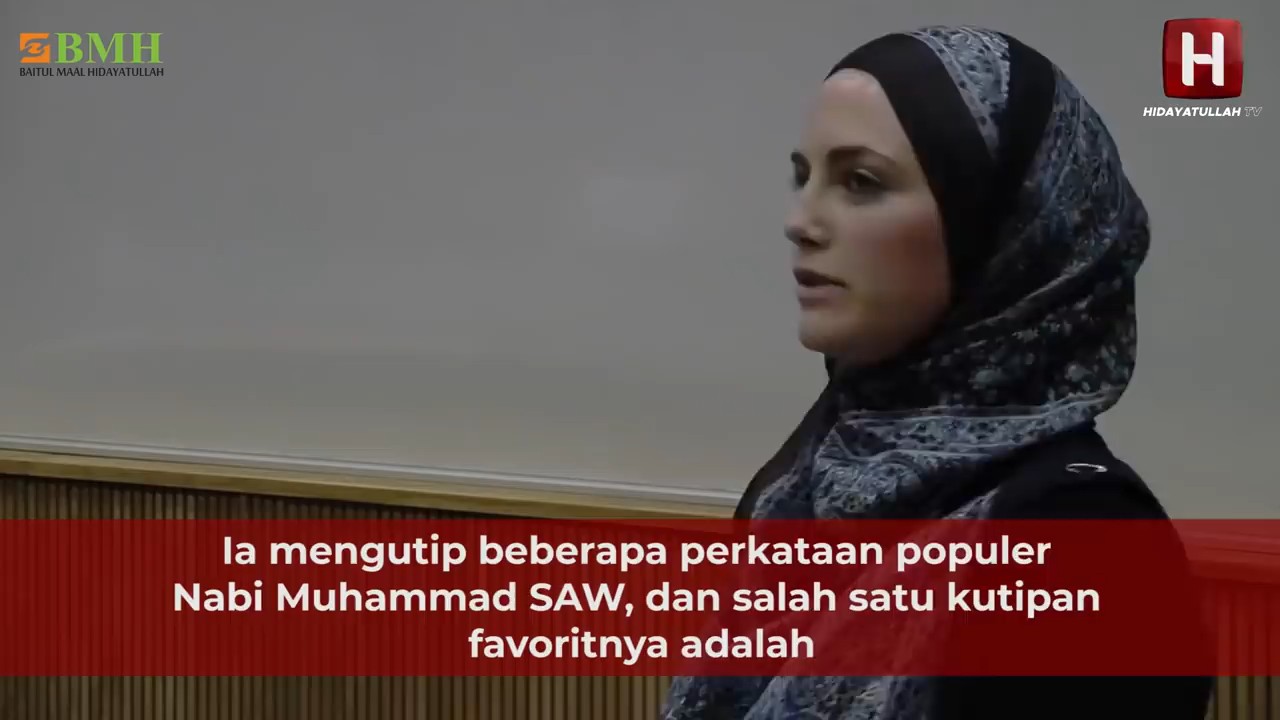 BMH
BAITUL MAAL HIDAYATULLAH
H
HIDAYATULLAH TV
Ia mengutip beberapa perkataan populer
Nabi Muhammad SAW, dan salah satu kutipan
favoritnya adalah